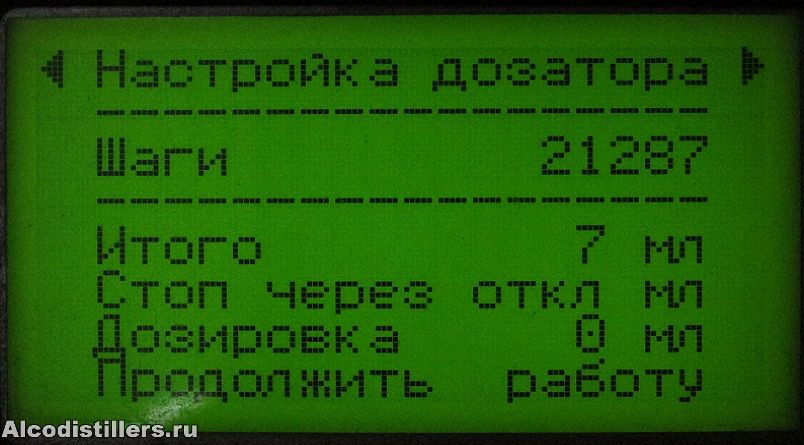 Настройка дозатора
Шаги 21287
Итого 7 мл
Стоп через откл мл
Дозировка 0 мл
Продолжить работу
Alcodistillers.ru